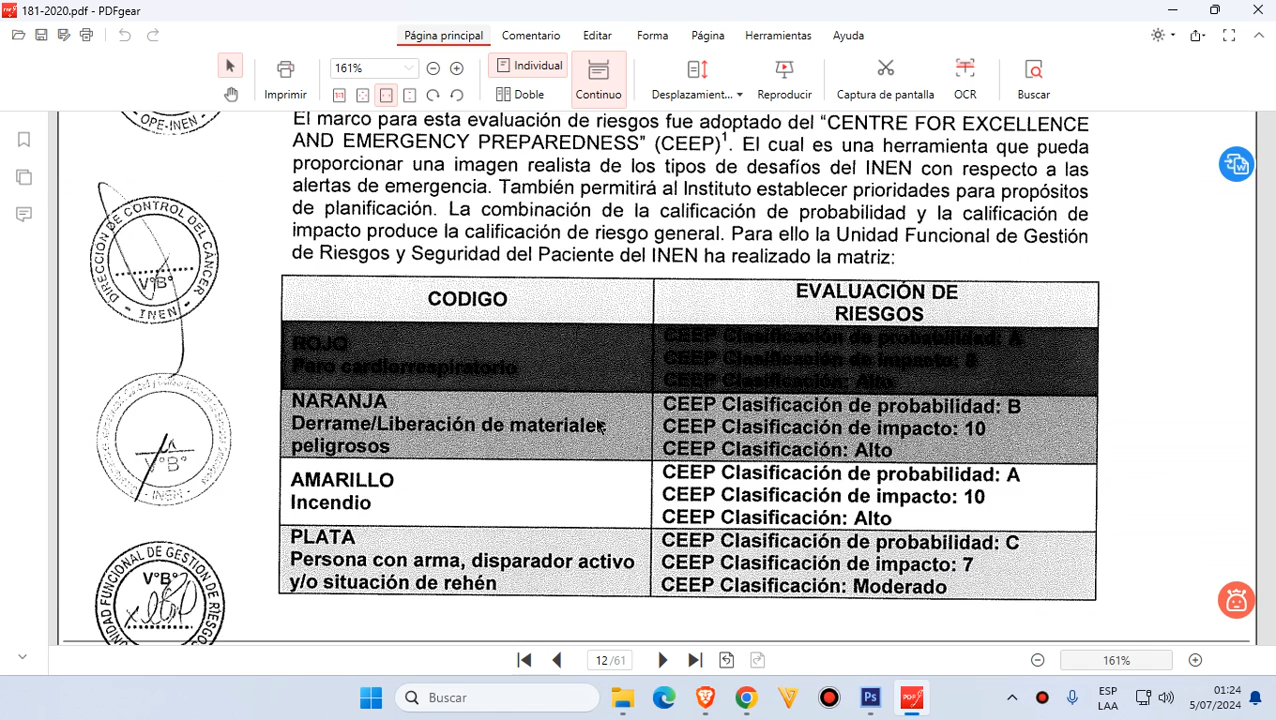 181-2020.pdf - PDFgear
Página principal Comentario Editar Forma Página Herramientas Ayuda
161% Individual
Imprimir Doble Continuo Desplazamient... Reproducir Captura de pantalla OCR Buscar
OPE-INEN
El marco para esta evaluación de riesgos fue adoptado del “CENTRE FOR EXCELLENCE
AND EMERGENCY PREPAREDNESS” (CEEP)1. El cual es una herramienta que pueda
proporcionar una imagen realista de los tipos de desafíos del INEN con respecto a las
alertas de emergencia. También permitirá al Instituto establecer prioridades para propósitos
de planificación. La combinación de la calificación de probabilidad y la calificación de
impacto produce la calificación de riesgo general. Para ello la Unidad Funcional de Gestión
de Riesgos y Seguridad del Paciente del INEN ha realizado la matriz:
DIRECCION DE CONTROL DEL CÁNCER
V°B°
INEN
V°B°
INEN
UNIDAD FUNCIONAL DE GESTIÓN DE RIESGOS
V°B°
CODIGO
EVALUACIÓN DE
RIESGOS
ROJO
Paro cardiorrespiratorio
CEEP Clasificación de probabilidad: A
CEEP Clasificación de impacto: 8
CEEP Clasificación: Alto
NARANJA
Derrame/Liberación de materiales
peligrosos
CEEP Clasificación de probabilidad: B
CEEP Clasificación de impacto: 10
CEEP Clasificación: Alto
AMARILLO
Incendio
CEEP Clasificación de probabilidad: A
CEEP Clasificación de impacto: 10
CEEP Clasificación: Alto
PLATA
Persona con arma, disparador activo
y/o situación de rehén
CEEP Clasificación de probabilidad: C
CEEP Clasificación de impacto: 7
CEEP Clasificación: Moderado
12/61
161%
Buscar
ESP
LAA
01:24
5/07/2024